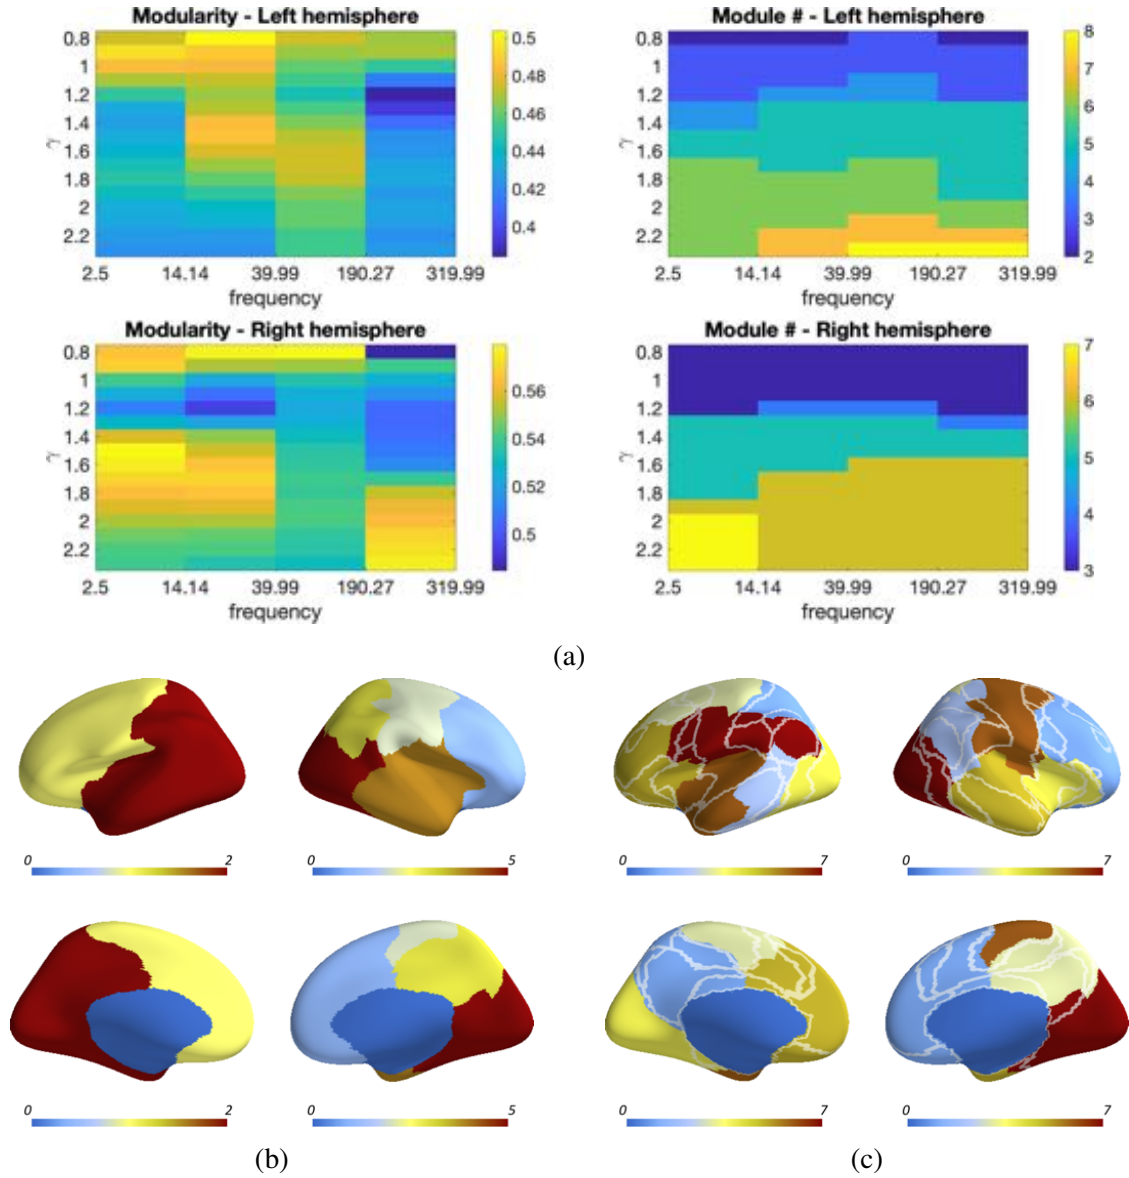 Modularity - Left hemisphere
0.8
1
1.2
1.4
1.6
1.8
2
2.2
γ
2.5 14.14 39.99 190.27 319.99
frequency
0.5
0.48
0.46
0.44
0.42
0.4
Module # - Left hemisphere
0.8
1
1.2
1.4
1.6
1.8
2
2.2
γ
2.5 14.14 39.99 190.27 319.99
frequency
8
7
6
5
4
3
2
Modularity - Right hemisphere
0.8
1
1.2
1.4
1.6
1.8
2
2.2
γ
2.5 14.14 39.99 190.27 319.99
frequency
0.56
0.54
0.52
0.5
Module # - Right hemisphere
0.8
1
1.2
1.4
1.6
1.8
2
2.2
γ
2.5 14.14 39.99 190.27 319.99
frequency
7
6
5
4
3
(a)
0 2 0 5 0 7 0 7
0 2 0 5 0 7 0 7
(b) (c)